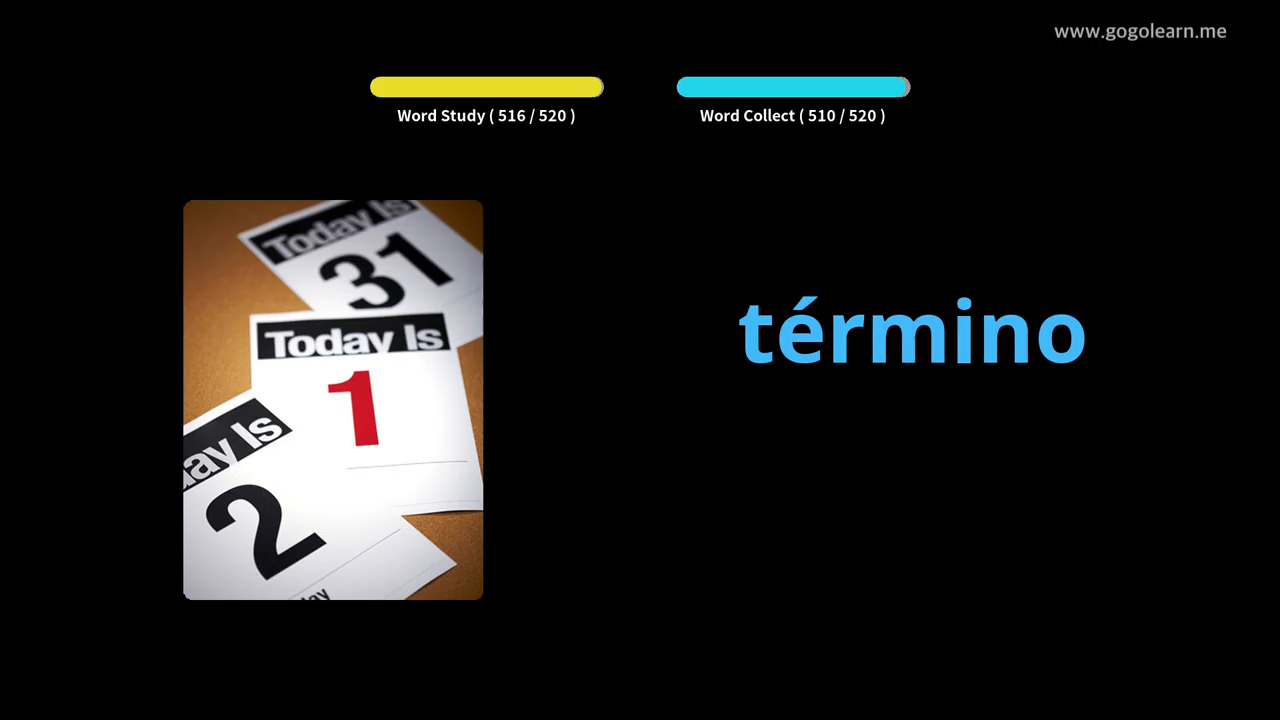 www.gogolearn.me
Word Study ( 516 / 520 )
Word Collect ( 510 / 520 )
Today Is
31
Today Is
1
ay Is
2
término